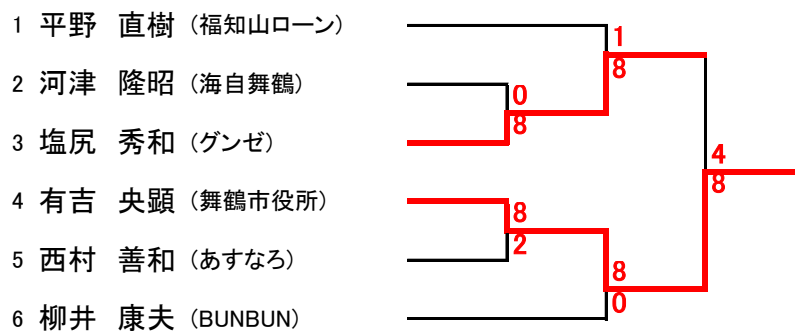 1 平野 直樹 (福知山ローン)
1
8
2 河津 隆昭 (海自舞鶴)
0
8
3 塩尻 秀和 (グンゼ)
4
8
4 有吉 央顕 (舞鶴市役所)
8
2
5 西村 善和 (あすなろ)
8
0
6 柳井 康夫 (BUNBUN)